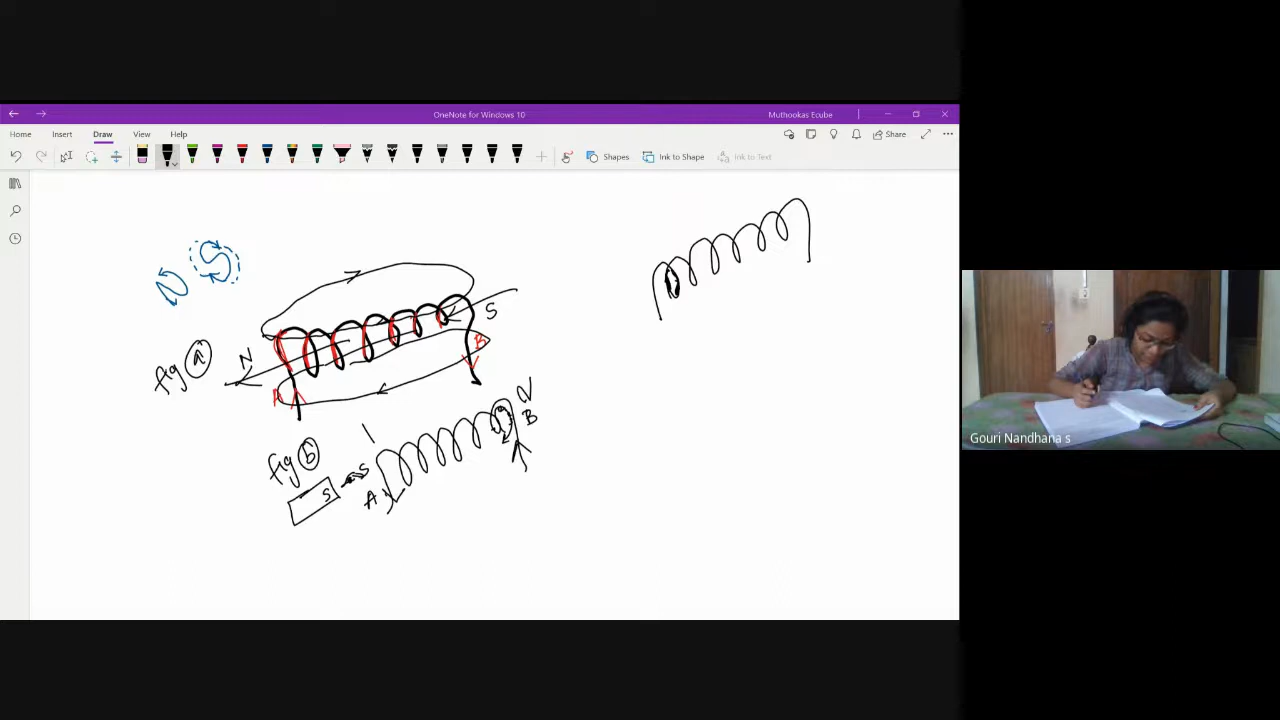 OneNote for Windows 10
Muthookas Ecube
Home Insert Draw View Help
Share
Shapes Ink to Shape Ink to Text
N S
S
N
B
fig a
A
N
B
fig b
S
S
A
Gouri Nandhana s